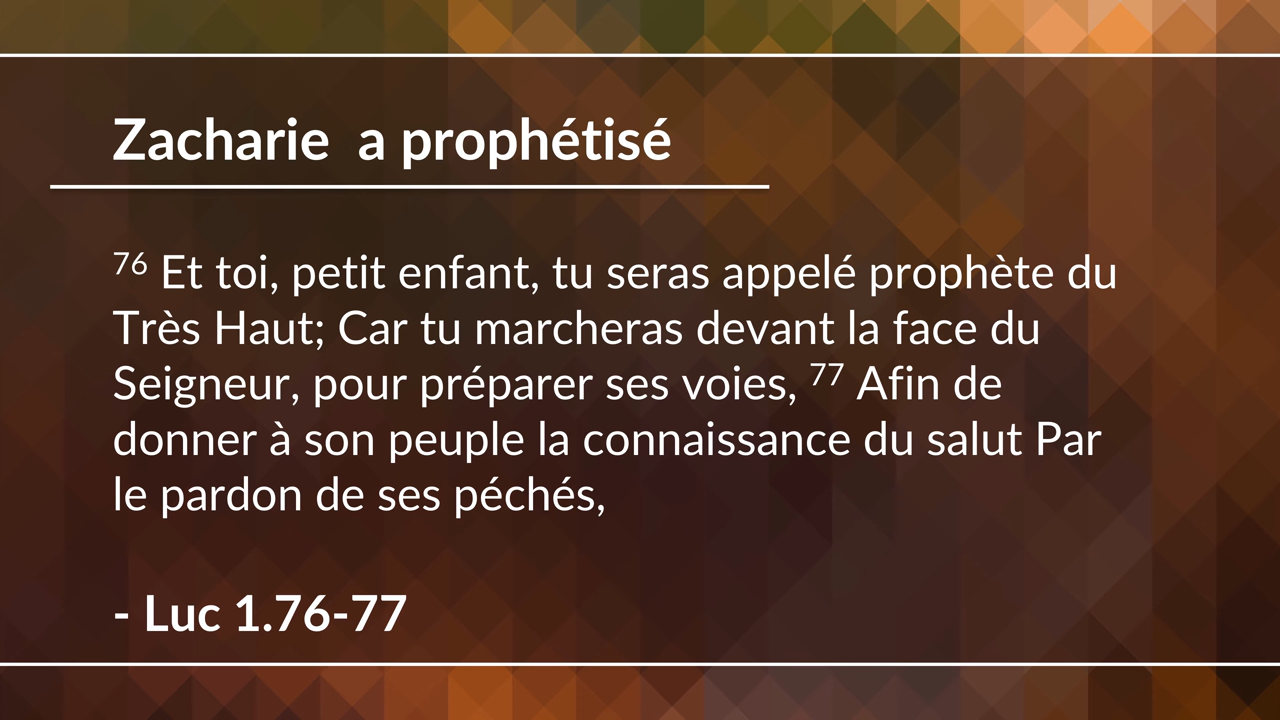 Zacharie  a prophétisé
76 Et toi, petit enfant, tu seras appelé prophète du
Très Haut; Car tu marcheras devant la face du
Seigneur, pour préparer ses voies, 77 Afin de
donner à son peuple la connaissance du salut Par
le pardon de ses péchés,
- Luc 1.76-77